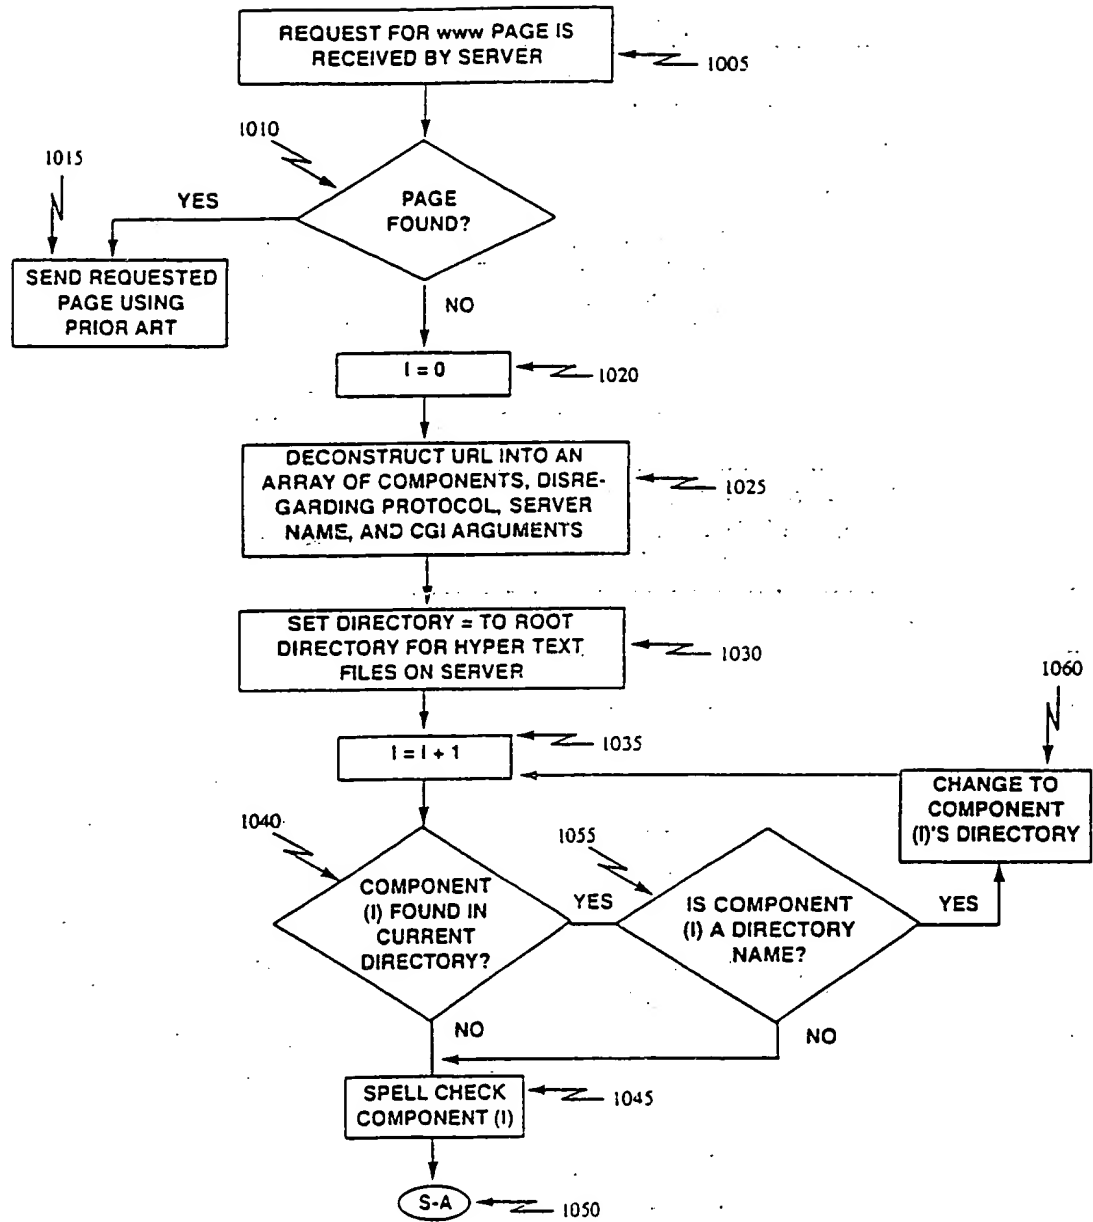 REQUEST FOR www PAGE IS
RECEIVED BY SERVER
1005
1010
1015
YES
PAGE
FOUND?
SEND REQUESTED
PAGE USING
PRIOR ART
NO
I = 0
1020
DECONSTRUCT URL INTO AN
ARRAY OF COMPONENTS, DISRE-
GARDING PROTOCOL, SERVER
NAME, AND CGI ARGUMENTS
1025
SET DIRECTORY = TO ROOT
DIRECTORY FOR HYPER TEXT
FILES ON SERVER
1030
1060
I = I + 1
1035
CHANGE TO
COMPONENT
(I)'S DIRECTORY
1040
1055
COMPONENT
(I) FOUND IN
CURRENT
DIRECTORY?
YES
IS COMPONENT
(I) A DIRECTORY
NAME?
YES
NO
NO
SPELL CHECK
COMPONENT (I)
1045
S-A
1050